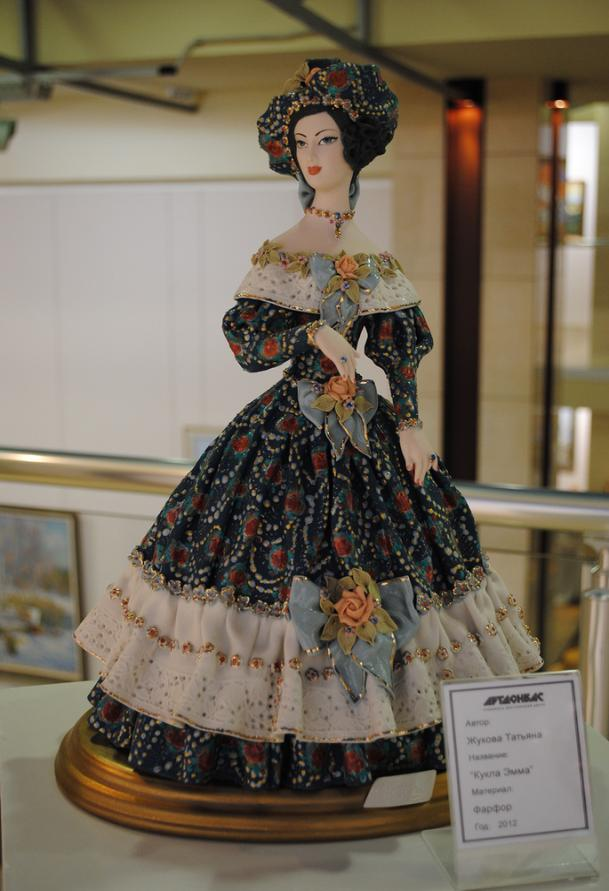 АРТДОНБАС
Автор:
Жукова Татьяна
Название:
"Кукла Эмма"
Материал:
Фарфор
Год: 2012